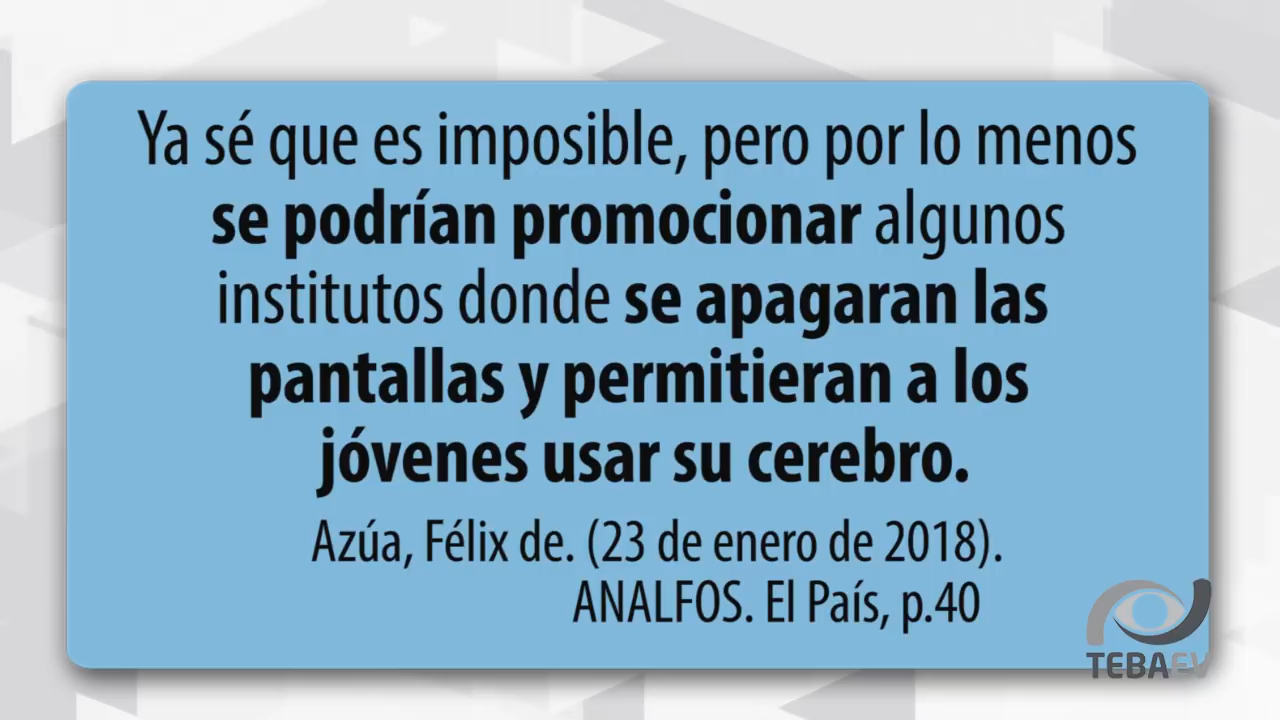 Ya sé que es imposible, pero por lo menos
se podrían promocionar algunos
institutos donde se apagaran las
pantallas y permitieran a los
jóvenes usar su cerebro.
Azúa, Félix de. (23 de enero de 2018).
ANALFOS. El País, p.40
TEBAEV